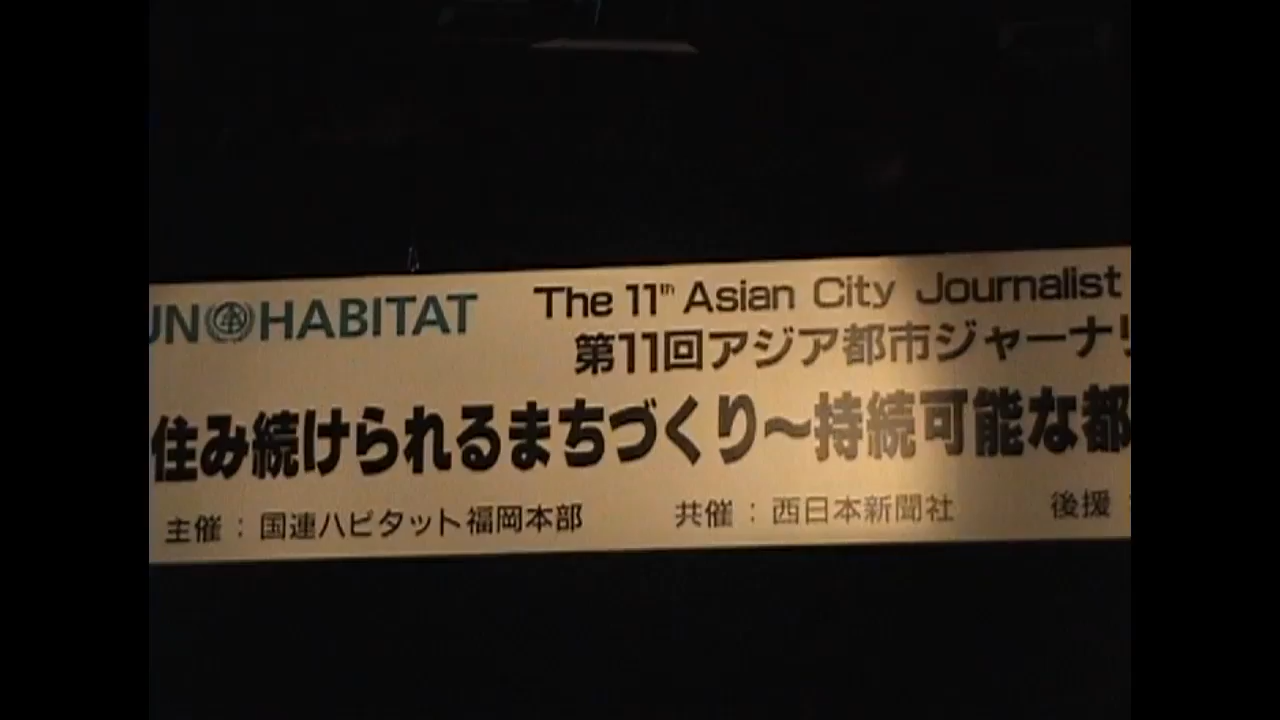 UN HABITAT
The 11th Asian City Journalist
第11回アジア都市ジャーナリ
住み続けられるまちづくり～持続可能な都
主催：国連ハビタット福岡本部 共催：西日本新聞社 後援：